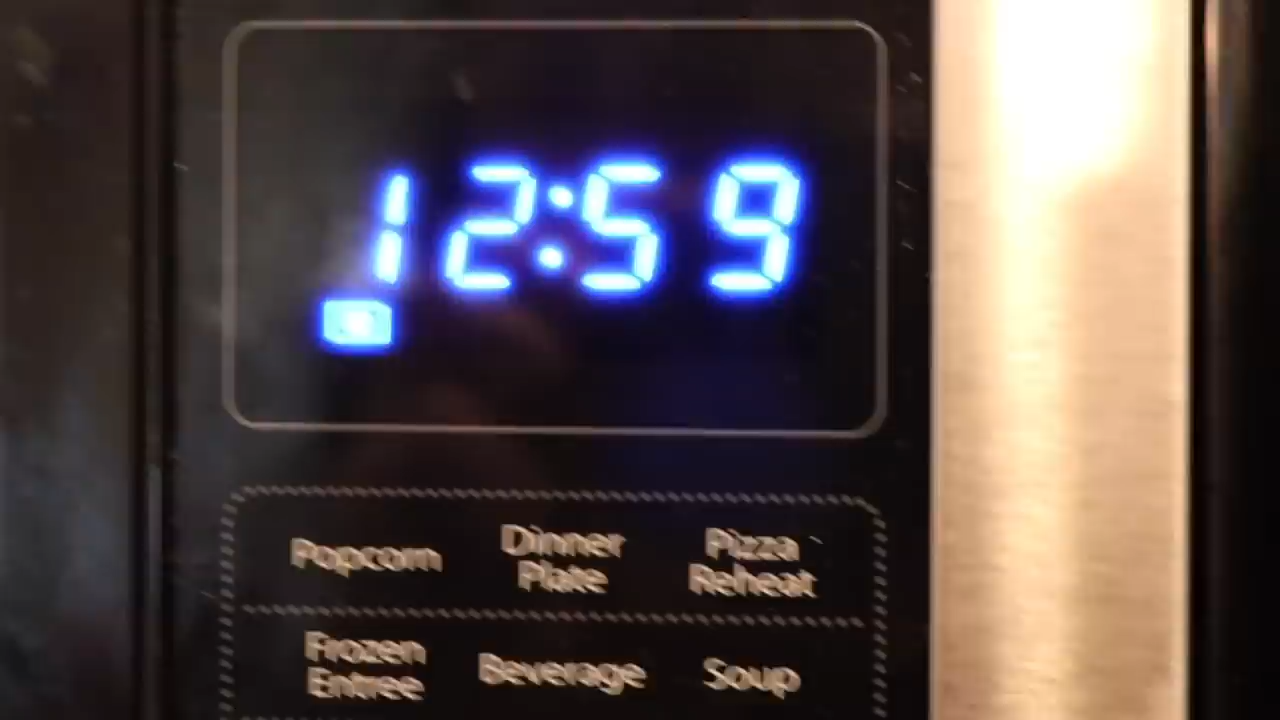 12:59
Popcorn
Dinner
Plate
Pizza
Reheat
Frozen
Entree
Beverage
Soup